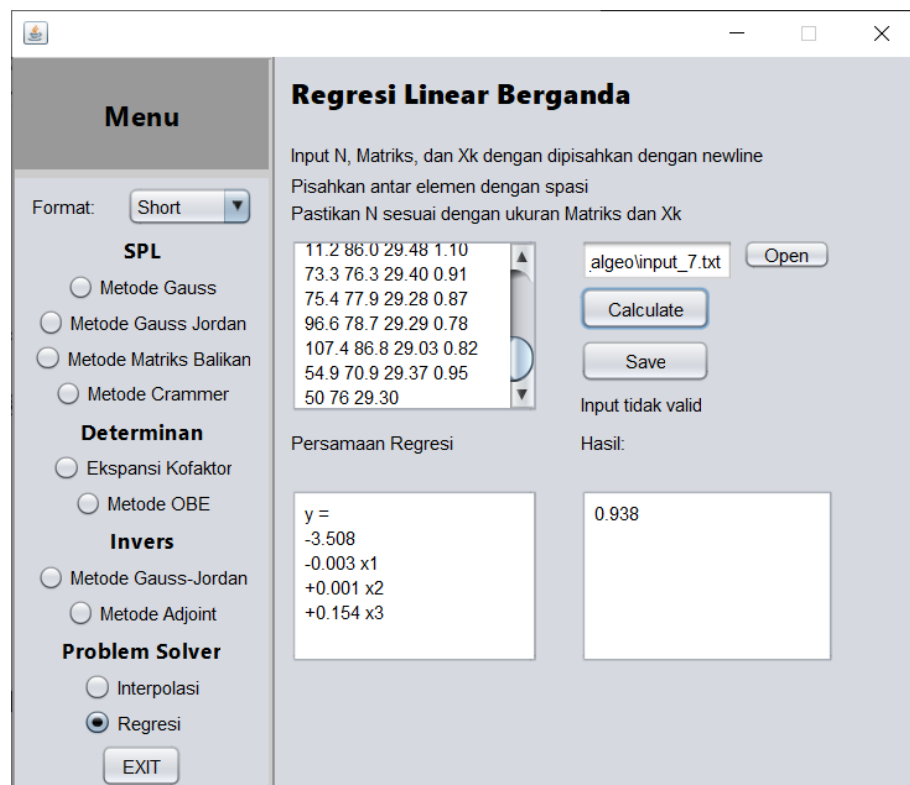 Menu
Format: Short
SPL
Metode Gauss
Metode Gauss Jordan
Metode Matriks Balikan
Metode Crammer
Determinan
Ekspansi Kofaktor
Metode OBE
Invers
Metode Gauss-Jordan
Metode Adjoint
Problem Solver
Interpolasi
Regresi
EXIT
Regresi Linear Berganda
Input N, Matriks, dan Xk dengan dipisahkan dengan newline
Pisahkan antar elemen dengan spasi
Pastikan N sesuai dengan ukuran Matriks dan Xk
11.2 86.0 29.48 1.10
73.3 76.3 29.40 0.91
75.4 77.9 29.28 0.87
96.6 78.7 29.29 0.78
107.4 86.8 29.03 0.82
54.9 70.9 29.37 0.95
50 76 29.30
_algeo\input_7.txt
Open
Calculate
Save
Input tidak valid
Persamaan Regresi
y =
-3.508
-0.003 x1
+0.001 x2
+0.154 x3
Hasil:
0.938